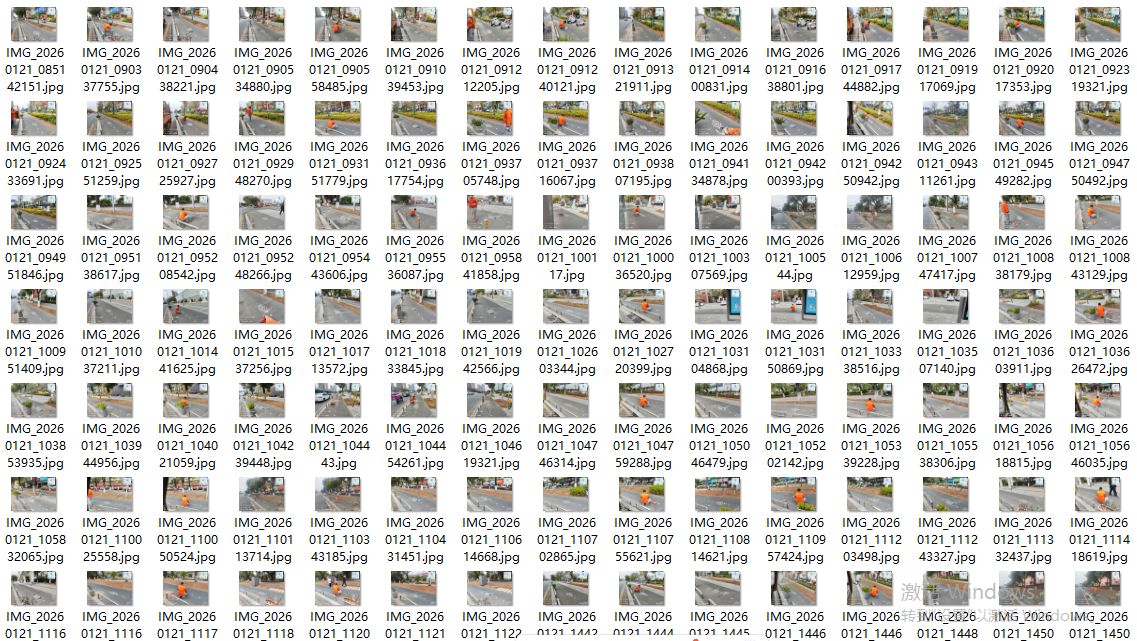 IMG_2026 IMG_2026 IMG_2026 IMG_2026 IMG_2026 IMG_2026 IMG_2026 IMG_2026 IMG_2026 IMG_2026 IMG_2026 IMG_2026 IMG_2026 IMG_2026 IMG_2026
0121_0851 0121_0903 0121_0904 0121_0905 0121_0905 0121_0910 0121_0912 0121_0912 0121_0913 0121_0914 0121_0916 0121_0917 0121_0919 0121_0920 0121_0923
42151.jpg 37755.jpg 38221.jpg 34880.jpg 58485.jpg 39453.jpg 12205.jpg 40121.jpg 21911.jpg 00831.jpg 38801.jpg 44882.jpg 17069.jpg 17353.jpg 19321.jpg
IMG_2026 IMG_2026 IMG_2026 IMG_2026 IMG_2026 IMG_2026 IMG_2026 IMG_2026 IMG_2026 IMG_2026 IMG_2026 IMG_2026 IMG_2026 IMG_2026 IMG_2026
0121_0924 0121_0925 0121_0927 0121_0929 0121_0931 0121_0936 0121_0937 0121_0937 0121_0938 0121_0941 0121_0942 0121_0942 0121_0943 0121_0945 0121_0947
33691.jpg 51259.jpg 25927.jpg 48270.jpg 51779.jpg 17754.jpg 05748.jpg 16067.jpg 07195.jpg 34878.jpg 00393.jpg 50942.jpg 11261.jpg 49282.jpg 50492.jpg
IMG_2026 IMG_2026 IMG_2026 IMG_2026 IMG_2026 IMG_2026 IMG_2026 IMG_2026 IMG_2026 IMG_2026 IMG_2026 IMG_2026 IMG_2026 IMG_2026 IMG_2026
0121_0949 0121_0951 0121_0952 0121_0952 0121_0954 0121_0955 0121_0958 0121_1001 0121_1000 0121_1003 0121_1005 0121_1006 0121_1007 0121_1008 0121_1008
51846.jpg 38617.jpg 08542.jpg 48266.jpg 43606.jpg 36087.jpg 41858.jpg 17.jpg 36520.jpg 07569.jpg 44.jpg 12959.jpg 47417.jpg 38179.jpg 43129.jpg
IMG_2026 IMG_2026 IMG_2026 IMG_2026 IMG_2026 IMG_2026 IMG_2026 IMG_2026 IMG_2026 IMG_2026 IMG_2026 IMG_2026 IMG_2026 IMG_2026 IMG_2026
0121_1009 0121_1010 0121_1014 0121_1015 0121_1017 0121_1018 0121_1019 0121_1026 0121_1027 0121_1031 0121_1031 0121_1033 0121_1035 0121_1036 0121_1036
51409.jpg 37211.jpg 41625.jpg 37256.jpg 13572.jpg 33845.jpg 42566.jpg 03344.jpg 20399.jpg 04868.jpg 50869.jpg 38516.jpg 07140.jpg 03911.jpg 26472.jpg
IMG_2026 IMG_2026 IMG_2026 IMG_2026 IMG_2026 IMG_2026 IMG_2026 IMG_2026 IMG_2026 IMG_2026 IMG_2026 IMG_2026 IMG_2026 IMG_2026 IMG_2026
0121_1038 0121_1039 0121_1040 0121_1042 0121_1044 0121_1044 0121_1046 0121_1047 0121_1047 0121_1050 0121_1052 0121_1053 0121_1055 0121_1056 0121_1056
53935.jpg 44956.jpg 21059.jpg 39448.jpg 43.jpg 54261.jpg 19321.jpg 46314.jpg 59288.jpg 46479.jpg 02142.jpg 39228.jpg 38306.jpg 18815.jpg 46035.jpg
IMG_2026 IMG_2026 IMG_2026 IMG_2026 IMG_2026 IMG_2026 IMG_2026 IMG_2026 IMG_2026 IMG_2026 IMG_2026 IMG_2026 IMG_2026 IMG_2026 IMG_2026
0121_1058 0121_1100 0121_1100 0121_1101 0121_1103 0121_1104 0121_1106 0121_1107 0121_1107 0121_1108 0121_1109 0121_1112 0121_1112 0121_1113 0121_1114
32065.jpg 25558.jpg 50524.jpg 13714.jpg 43185.jpg 31451.jpg 14668.jpg 02865.jpg 55621.jpg 14621.jpg 57424.jpg 03498.jpg 43327.jpg 32437.jpg 18619.jpg
激活 Windows
IMG_2026 IMG_2026 IMG_2026 IMG_2026 IMG_2026 IMG_2026 IMG_2026 IMG_2026 IMG_2026 IMG_2026 IMG_2026 IMG_2026 IMG_2026 IMG_2026 IMG_2026
转到"设置"以激活 Windows。
0121_1116 0121_1116 0121_1117 0121_1118 0121_1120 0121_1121 0121_1122 0121_1442 0121_1444 0121_1445 0121_1446 0121_1446 0121_1448 0121_1450 0121_1450